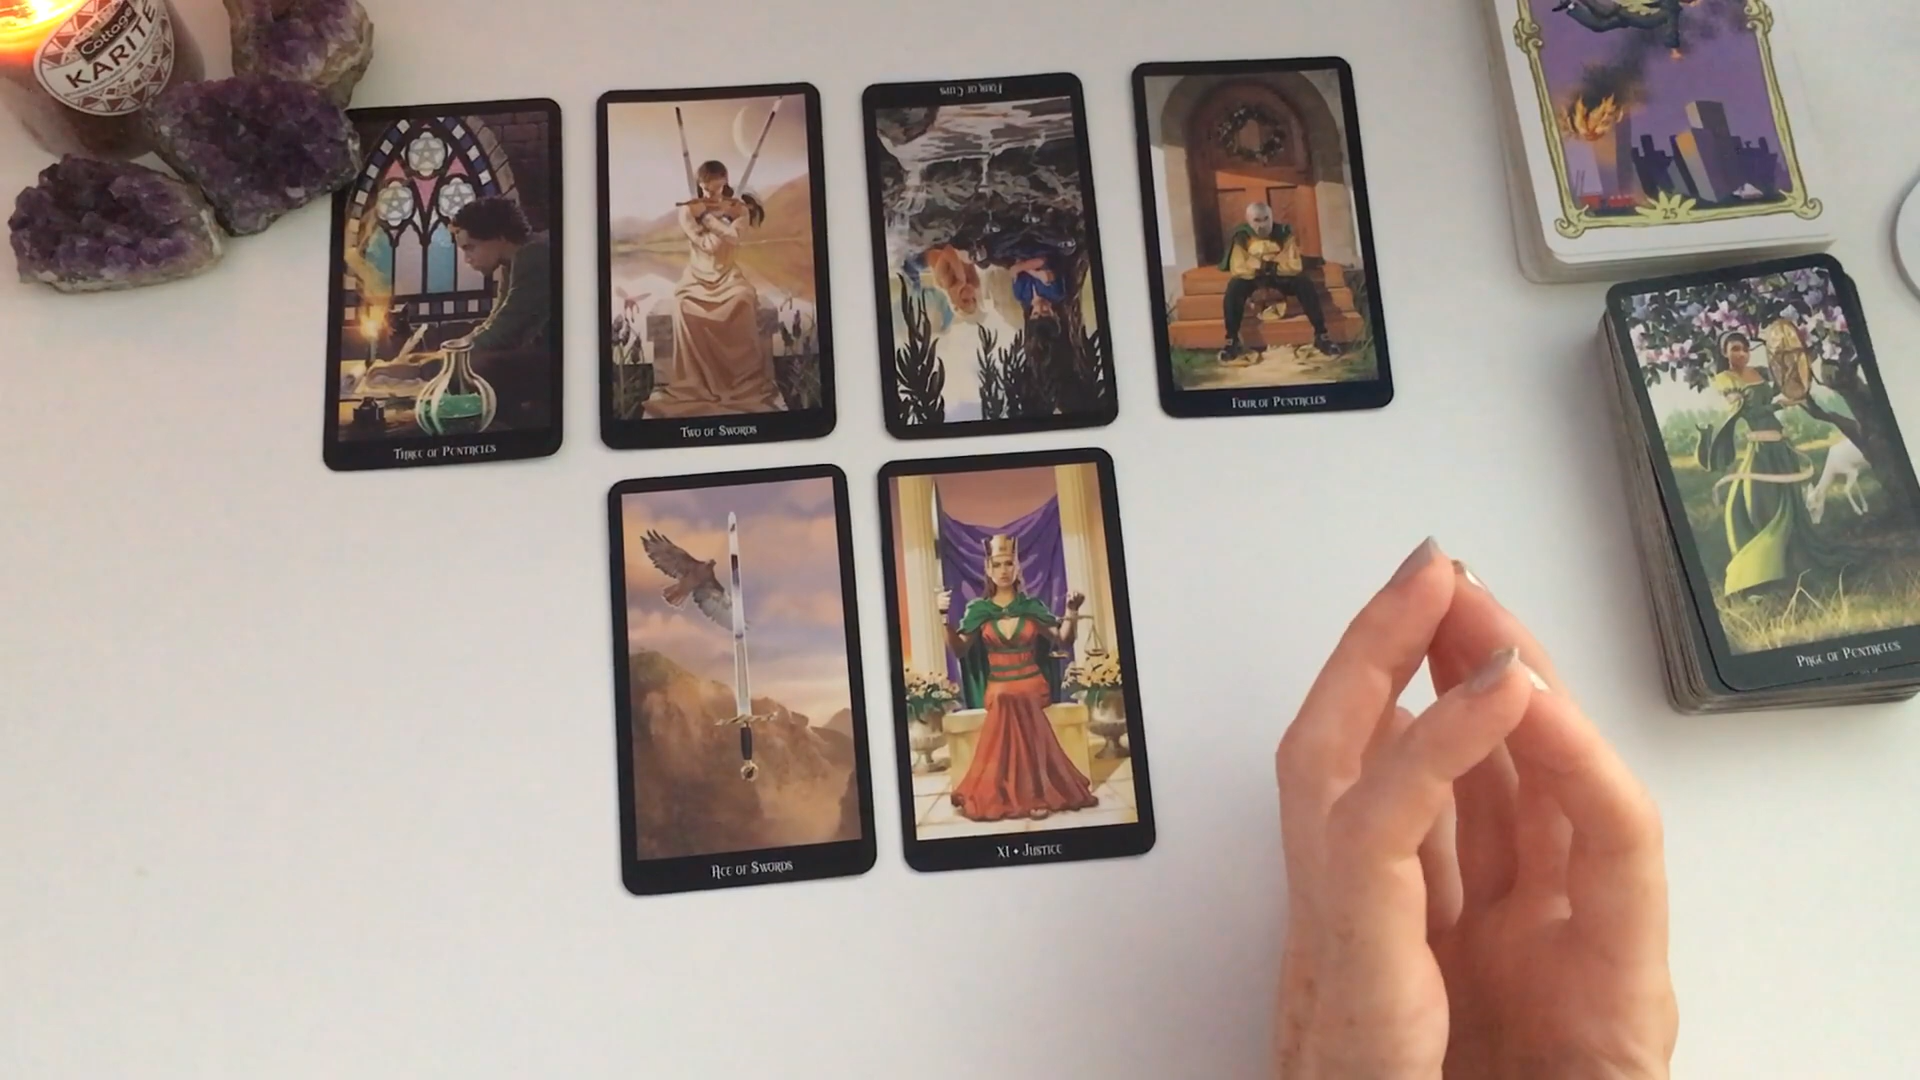 Cottage
KARITE
FOUR OF CUPS
THREE OF PENTACLES
TWO OF SWORDS
FOUR OF PENTACLES
25
PAGE OF PENTACLES
ACE OF SWORDS
XI • JUSTICE